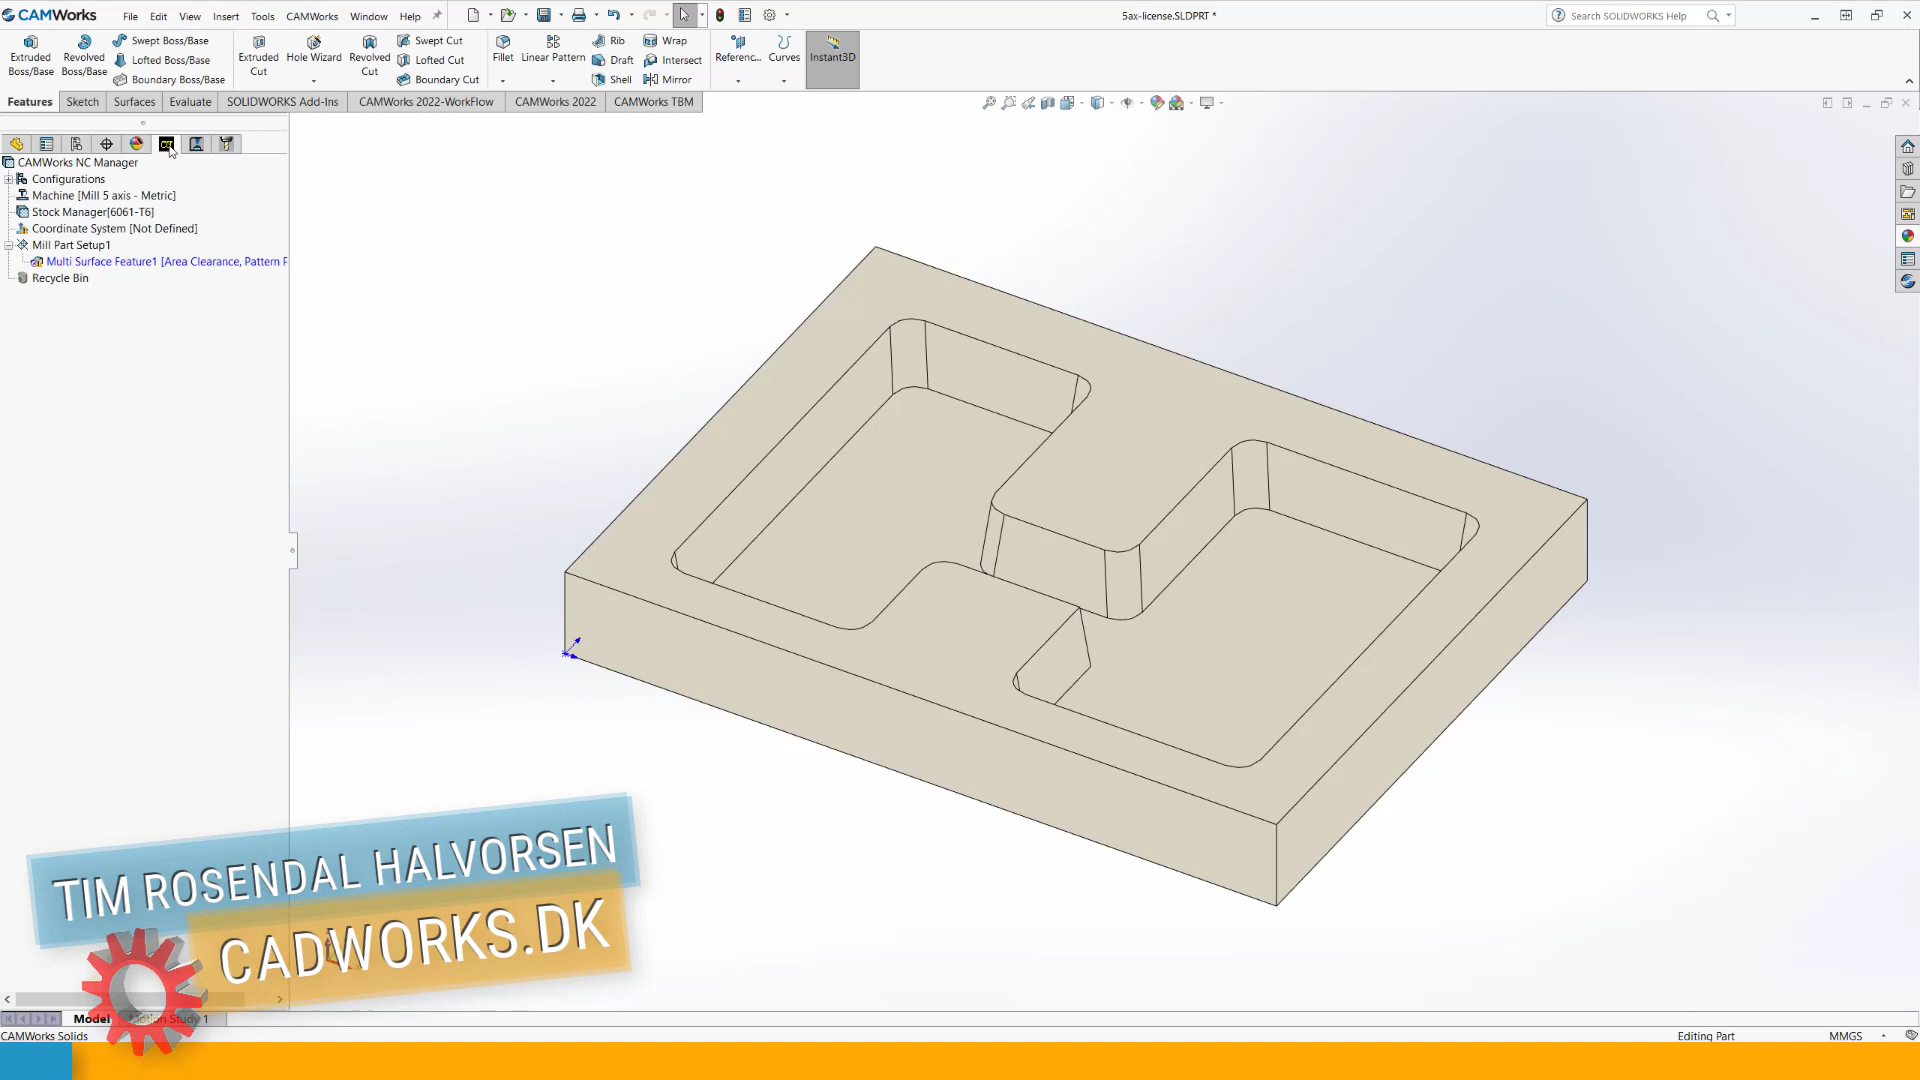 CAMWorks File Edit View Insert Tools CAMWorks Window Help 5ax-license.SLDPRT * Search SOLIDWORKS Help
Extruded Boss/Base
Revolved Boss/Base
Swept Boss/Base
Lofted Boss/Base
Boundary Boss/Base
Extruded Cut
Hole Wizard
Revolved Cut
Swept Cut
Lofted Cut
Boundary Cut
Fillet
Linear Pattern
Rib
Draft
Shell
Wrap
Intersect
Mirror
Referenc...
Curves
Instant3D
Features Sketch Surfaces Evaluate SOLIDWORKS Add-Ins CAMWorks 2022-WorkFlow CAMWorks 2022 CAMWorks TBM
CAMWorks NC Manager
Configurations
Machine [Mill 5 axis - Metric]
Stock Manager[6061-T6]
Coordinate System [Not Defined]
Mill Part Setup1
Multi Surface Feature1 [Area Clearance, Pattern P
Recycle Bin
TIM ROSENDAL HALVORSEN
CADWORKS.DK
Model Motion Study 1
CAMWorks Solids Editing Part MMGS